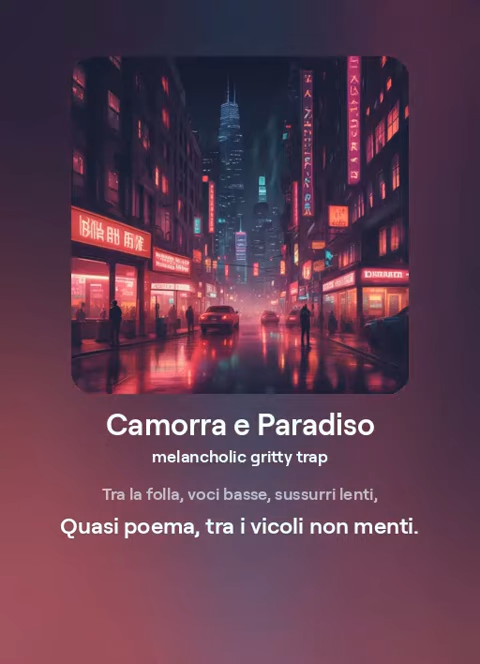 Camorra e Paradiso
melancholic gritty trap
Tra la folla, voci basse, sussurri lenti,
Quasi poema, tra i vicoli non menti.